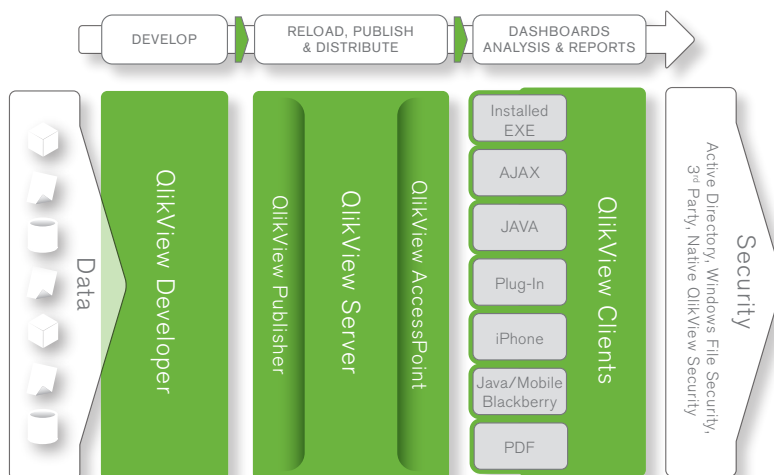 DEVELOP
RELOAD, PUBLISH
& DISTRIBUTE
DASHBOARDS
ANALYSIS & REPORTS
Data
QlikView Developer
QlikView Publisher
QlikView Server
QlikView AccessPoint
Installed
EXE
AJAX
JAVA
Plug-In
iPhone
Java/Mobile
Blackberry
PDF
QlikView Clients
Security
Active Directory, Windows File Security,
3rd Party, Native QlikView Security